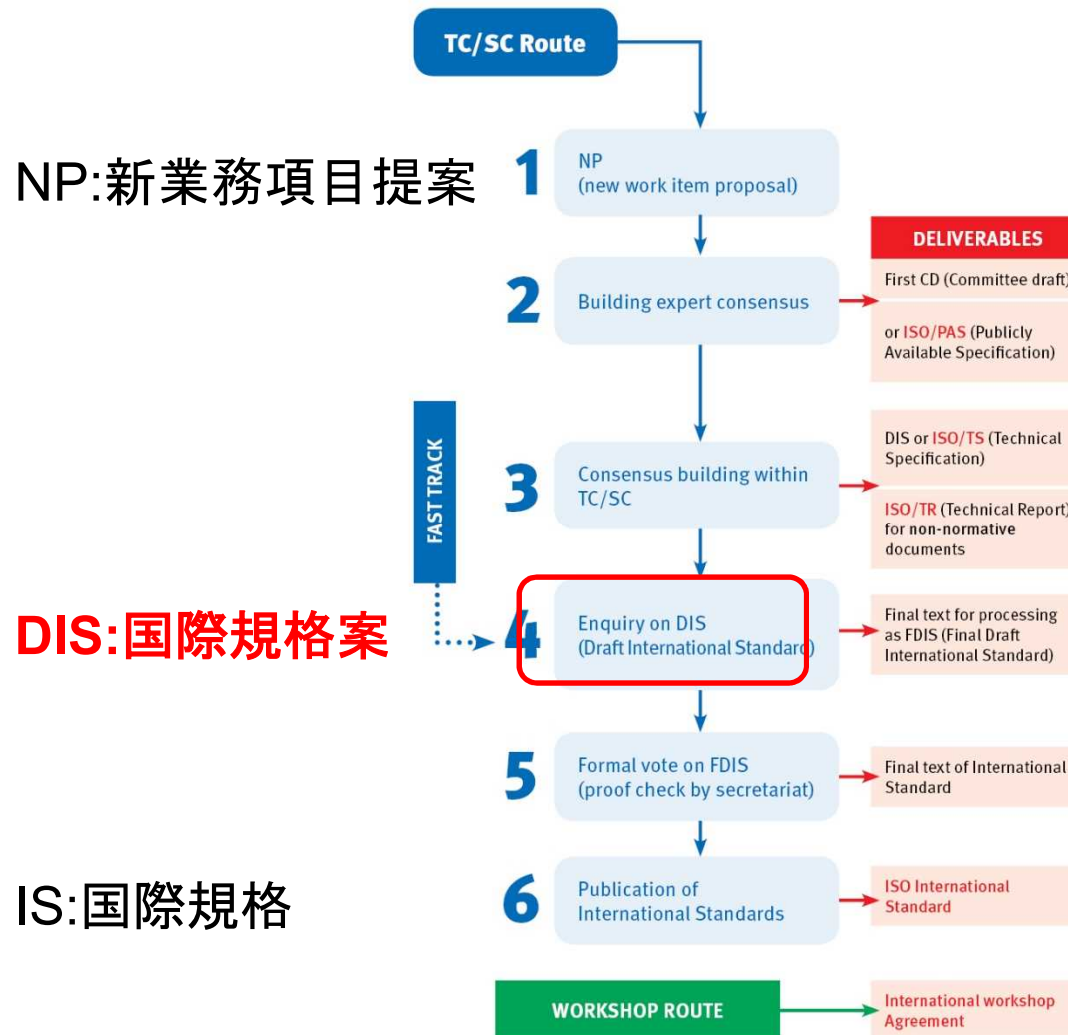 TC/SC Route
NP:新業務項目提案
1
NP
(new work item proposal)
DELIVERABLES
2
Building expert consensus
First CD (Committee draft)
or ISO/PAS (Publicly
Available Specification)
FAST TRACK
3
Consensus building within
TC/SC
DIS or ISO/TS (Technical
Specification)
ISO/TR (Technical Report)
for non-normative
documents
DIS:国際規格案
4
Enquiry on DIS
(Draft International Standard)
Final text for processing
as FDIS (Final Draft
International Standard)
5
Formal vote on FDIS
(proof check by secretariat)
Final text of International
Standard
IS:国際規格
6
Publication of
International Standards
ISO International
Standard
WORKSHOP ROUTE
International workshop
Agreement